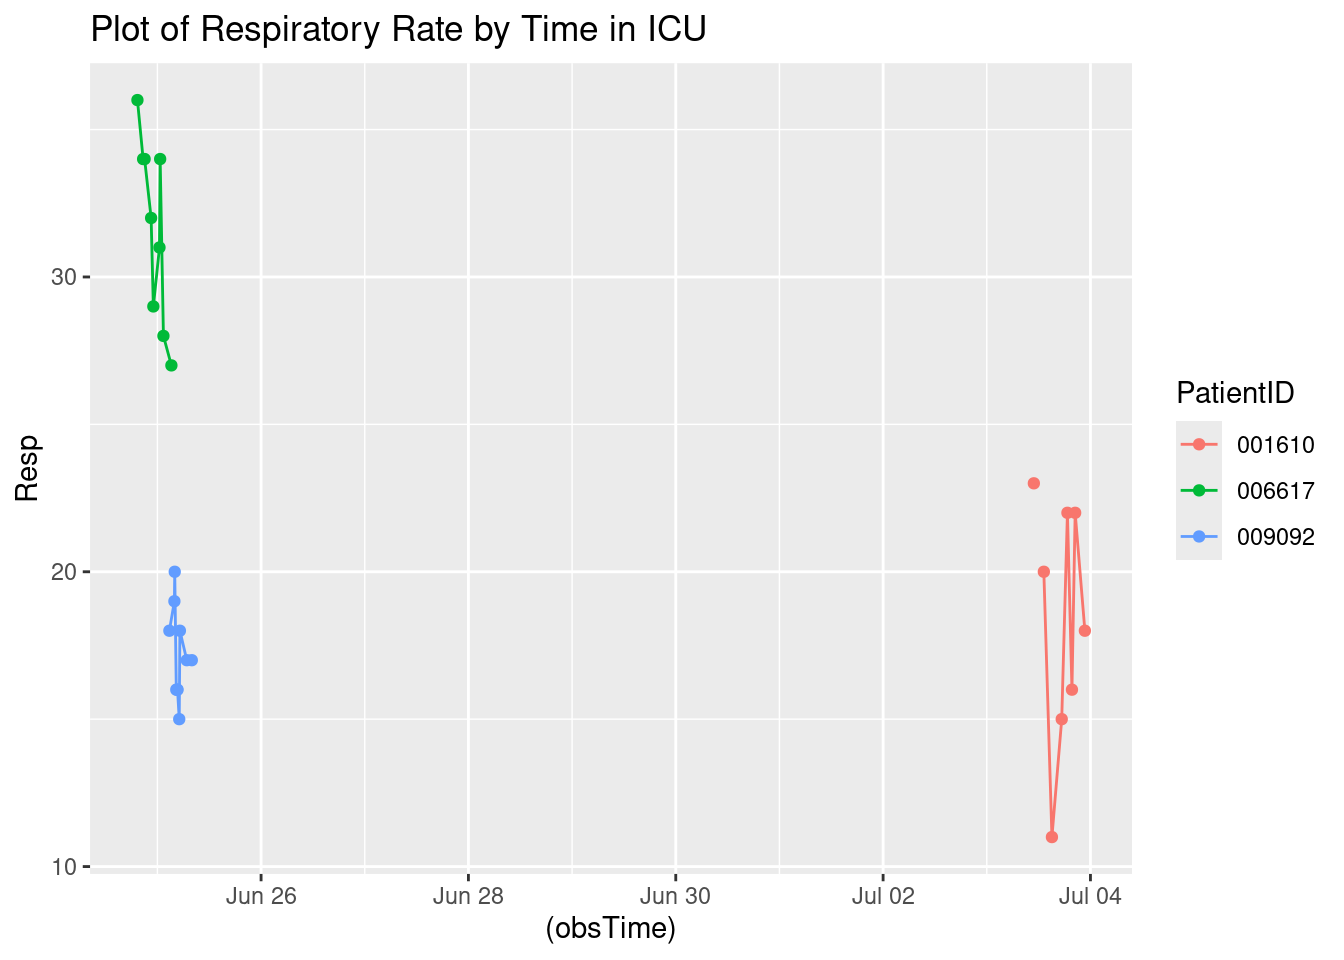 Plot of Respiratory Rate by Time in ICU
Resp
30
20
10
Jun 26
Jun 28
Jun 30
Jul 02
Jul 04
(obsTime)
PatientID
001610
006617
009092